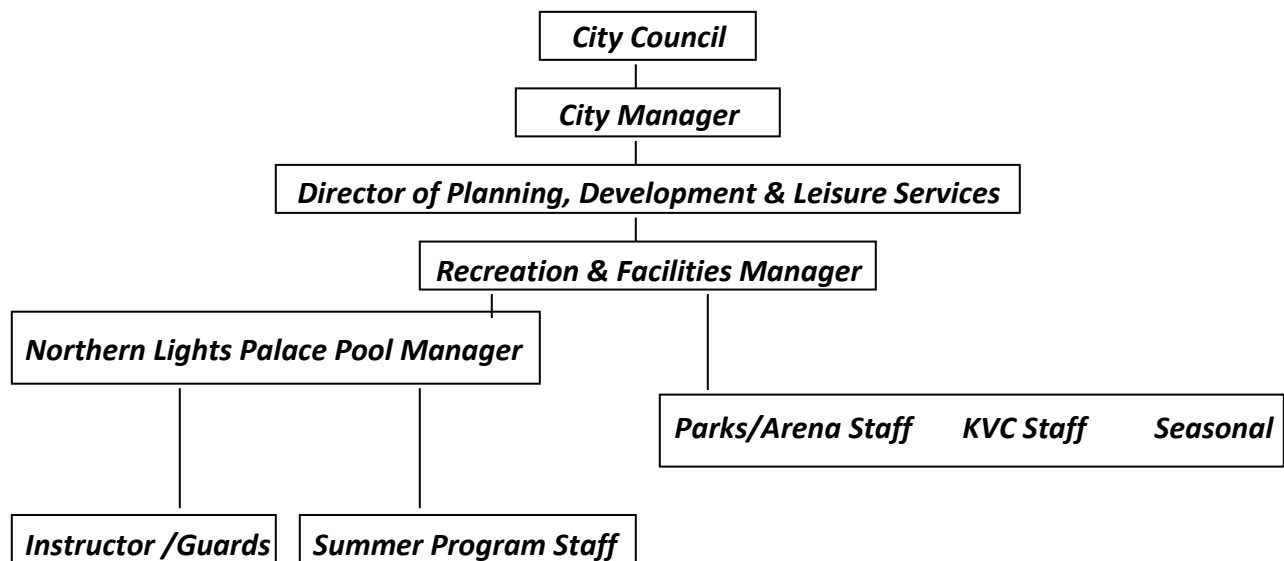 City Council
City Manager
Director of Planning, Development & Leisure Services
Recreation & Facilities Manager
Northern Lights Palace Pool Manager
Parks/Arena Staff KVC Staff Seasonal
Instructor /Guards Summer Program Staff